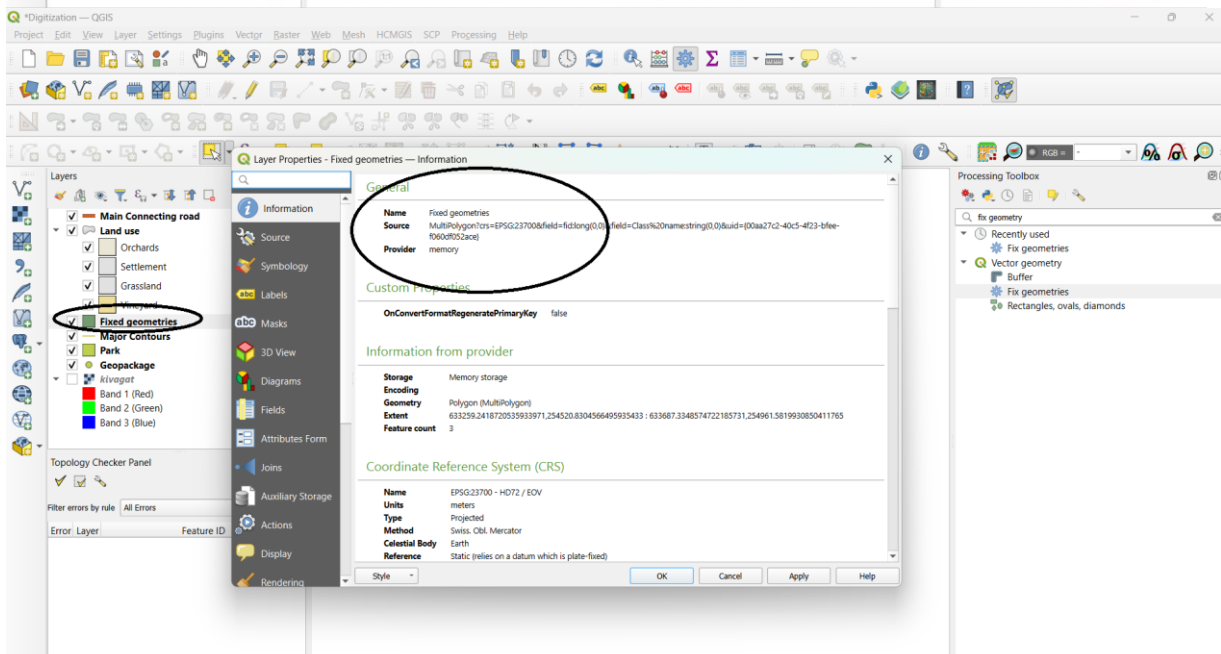 *Digitization — QGIS
Project Edit View Layer Settings Plugins Vector Raster Web Mesh HCMGIS SCP Processing Help
Layers
Main Connecting road
Land use
Orchards
Settlement
Grassland
Vineyard
Fixed geometries
Major Contours
Park
Geopackage
kivagat
Band 1 (Red)
Band 2 (Green)
Band 3 (Blue)
Topology Checker Panel
Filter errors by rule All Errors
Error Layer Feature ID
Layer Properties - Fixed geometries — Information
Information
Source
Symbology
Labels
Masks
3D View
Diagrams
Fields
Attributes Form
Joins
Auxiliary Storage
Actions
Display
Rendering
General
Name Fixed geometries
Source MultiPolygon?crs=EPSG:23700&field=fid:long(0,0)&field=Class%20name:string(0,0)&uid={00aa27c2-40c5-4f23-bfee-
f060df052ace}
Provider memory
Custom Properties
OnConvertFormatRegeneratePrimaryKey false
Information from provider
Storage Memory storage
Encoding
Geometry Polygon (MultiPolygon)
Extent 633259.2418720535933971,254520.8304566495935433 : 633687.3348574722185731,254961.5819930850411765
Feature count 3
Coordinate Reference System (CRS)
Name EPSG:23700 - HD72 / EOV
Units meters
Type Projected
Method Swiss. Obl. Mercator
Celestial Body Earth
Reference Static (relies on a datum which is plate-fixed)
Style OK Cancel Apply Help
RGB = -
Processing Toolbox
fix geometry
Recently used
Fix geometries
Vector geometry
Buffer
Fix geometries
Rectangles, ovals, diamonds